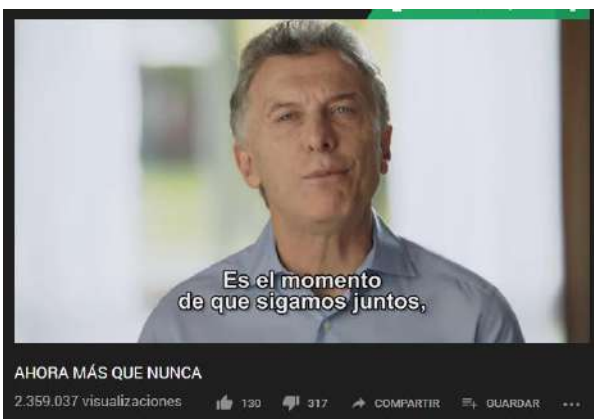 Es el momento
de que sigamos juntos,
AHORA MÁS QUE NUNCA
2.359.037 visualizaciones 130 317 COMPARTIR GUARDAR